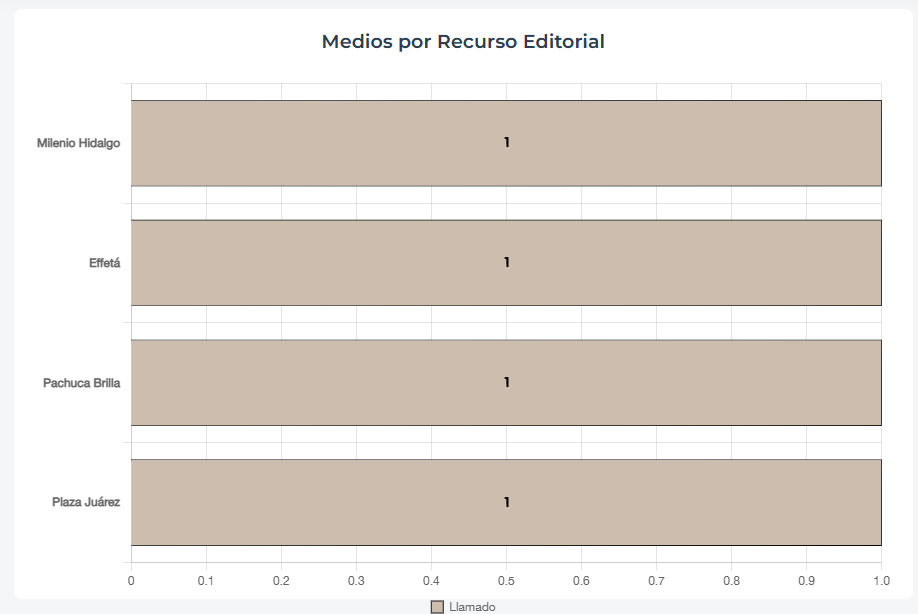 Medios por Recurso Editorial
Milenio Hidalgo
1
Effetá
1
Pachuca Brilla
1
Plaza Juárez
1
0 0.1 0.2 0.3 0.4 0.5 0.6 0.7 0.8 0.9 1.0
Llamado